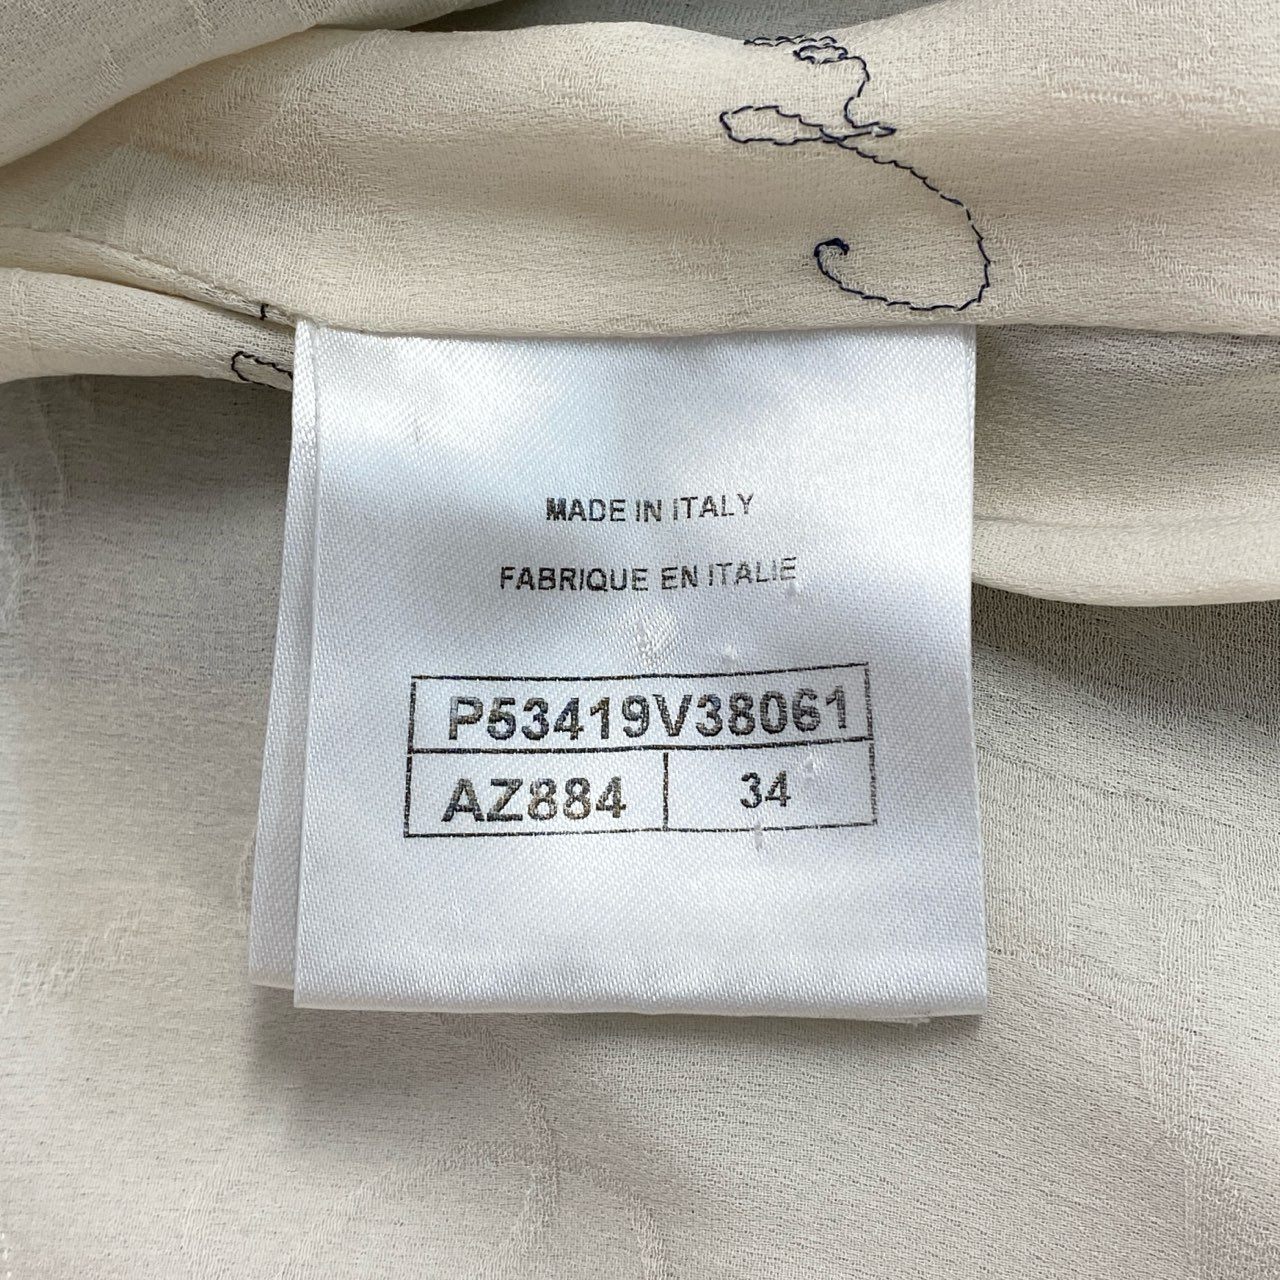 MADE IN ITALY
FABRIQUE EN ITALIE
P53419V38061
AZ884 34